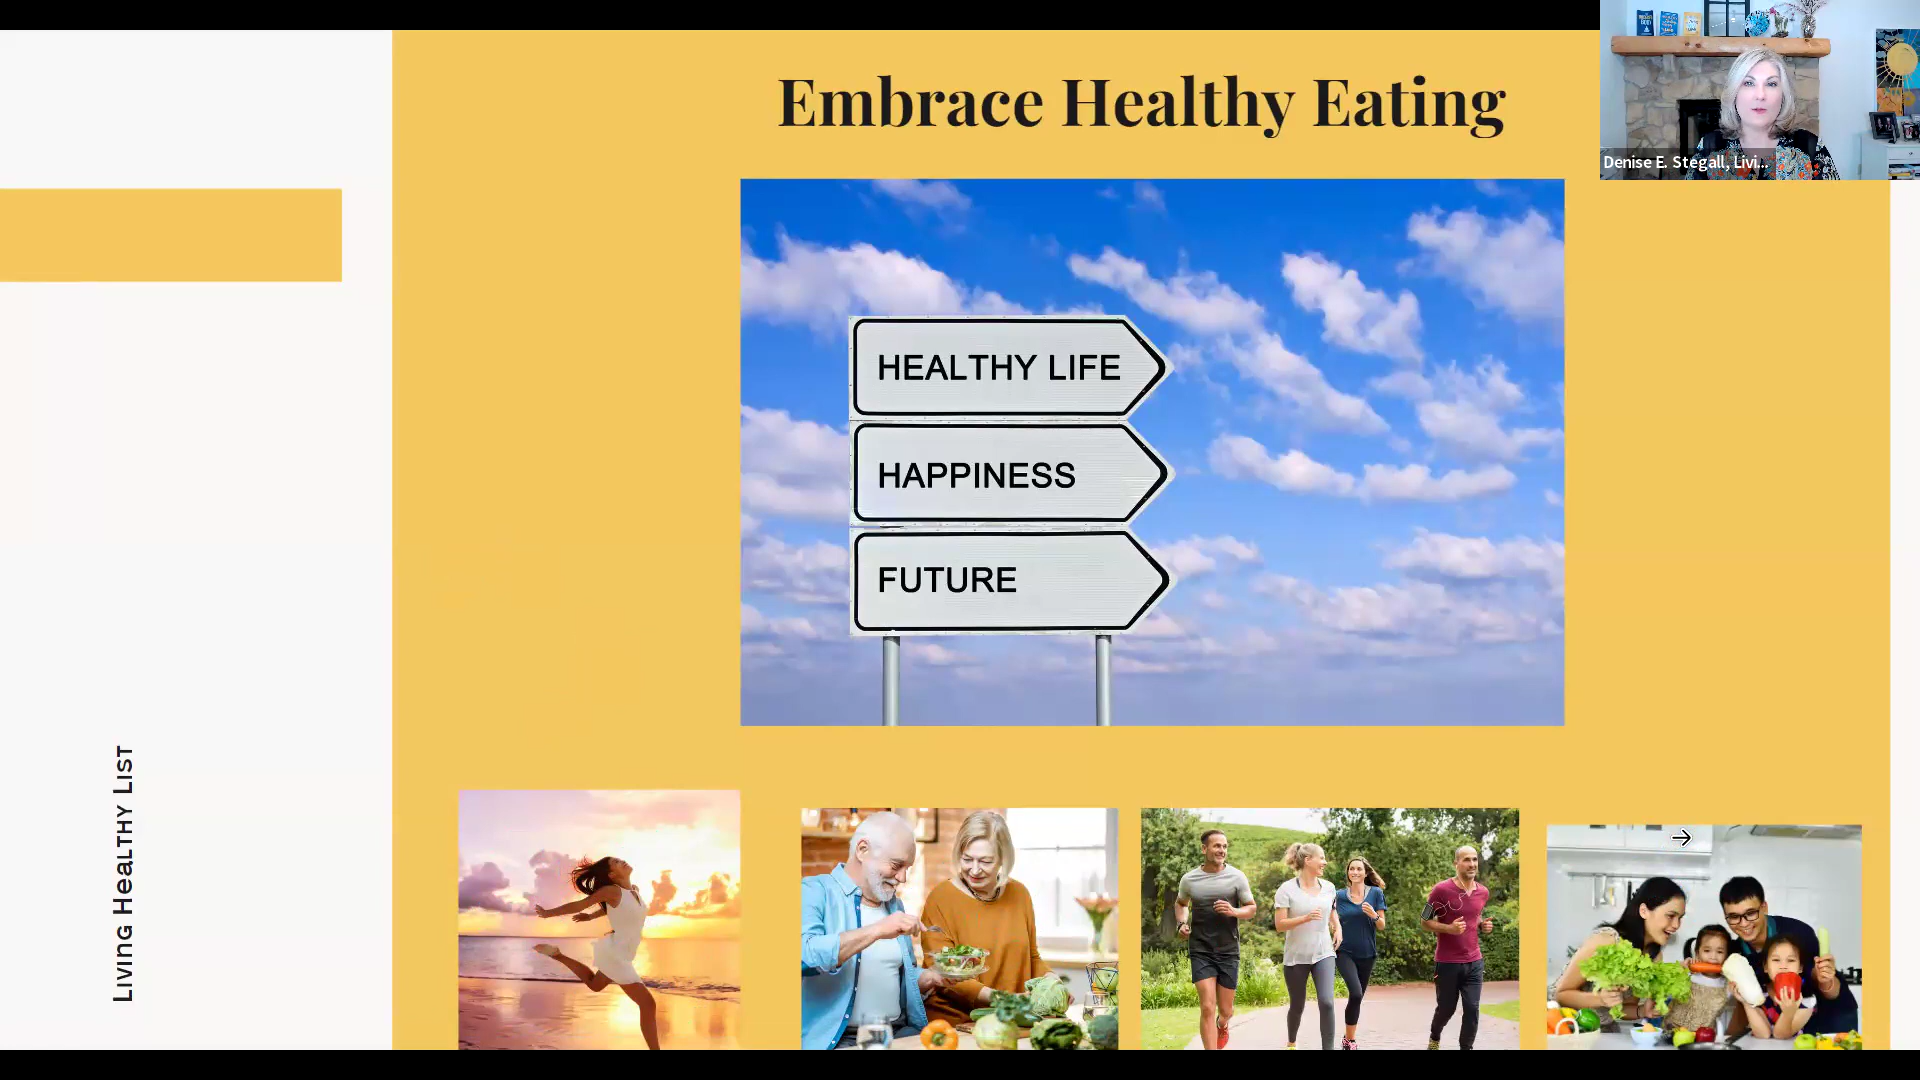 Embrace Healthy Eating
Denise E. Stegall, Livi...
HEALTHY LIFE
HAPPINESS
FUTURE
Living Healthy List